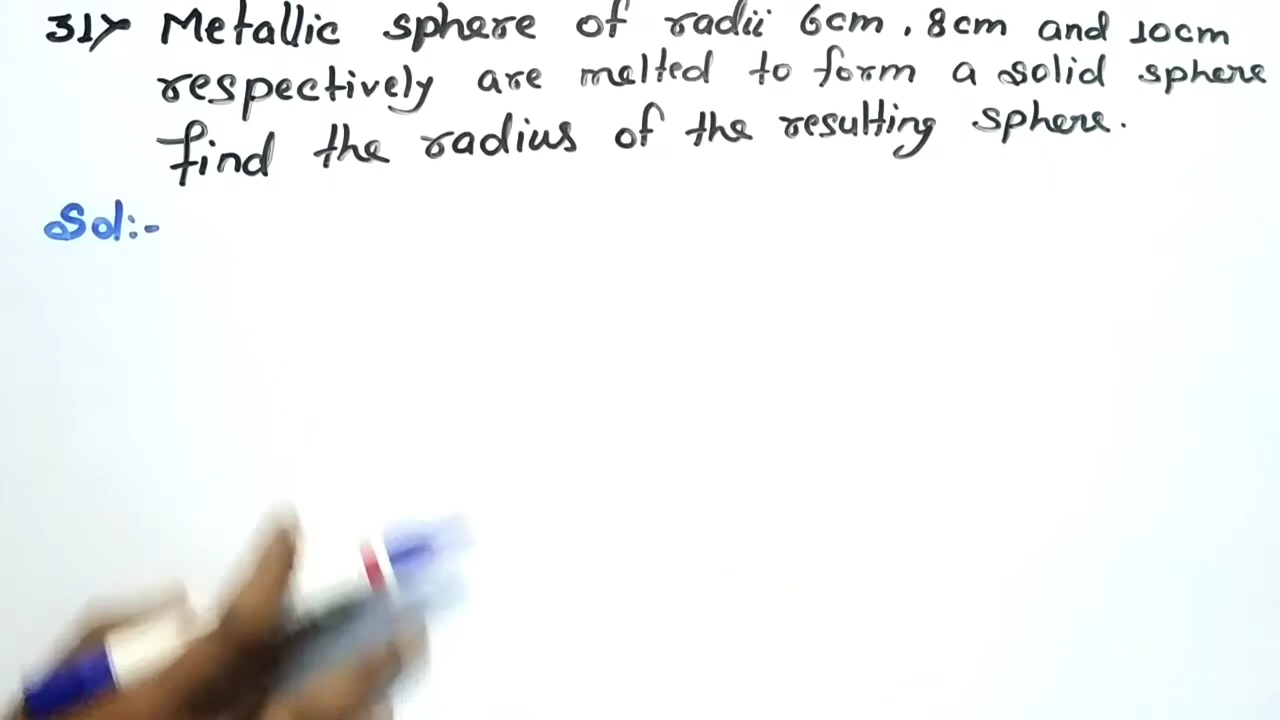 31> Metallic sphere of radii 6cm, 8cm and 10cm
respectively are melted to form a solid sphere
find the radius of the resulting sphere.
Sol:-